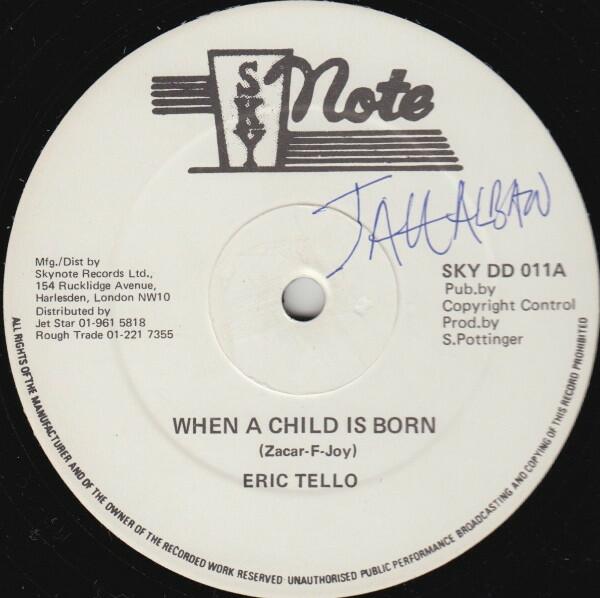 SKY Note
JAH ALBAN
Mfg./Dist by
Skynote Records Ltd.,
154 Rucklidge Avenue,
Harlesden, London NW10
Distributed by
Jet Star 01-961 5818
Rough Trade 01-221 7355
SKY DD 011A
Pub.by
Copyright Control
Prod.by
S.Pottinger
WHEN A CHILD IS BORN
(Zacar-F-Joy)
ERIC TELLO
ALL RIGHTS OF THE MANUFACTURER AND OF THE OWNER OF THE RECORDED WORK RESERVED · UNAUTHORISED PUBLIC PERFORMANCE BROADCASTING AND COPYING OF THIS RECORD PROHIBITED